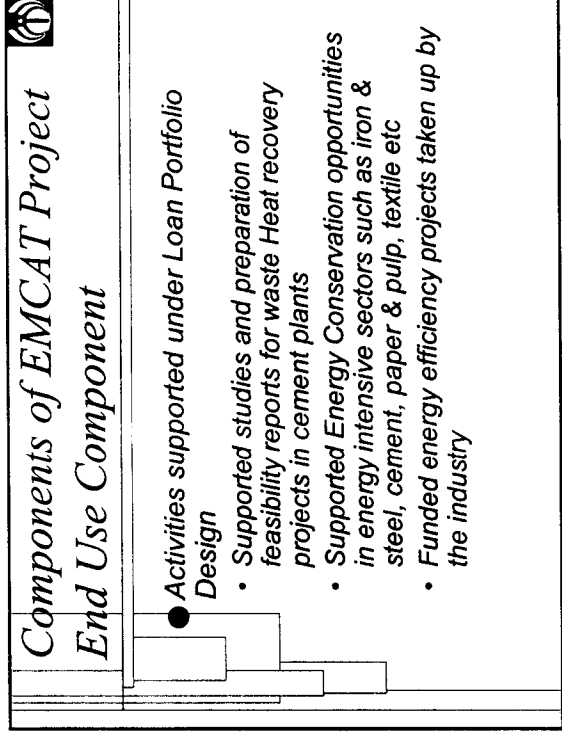 Components of EMCAT Project
End Use Component
● Activities supported under Loan Portfolio
Design
• Supported studies and preparation of
feasibility reports for waste Heat recovery
projects in cement plants
• Supported Energy Conservation opportunities
in energy intensive sectors such as iron &
steel, cement, paper & pulp, textile etc
• Funded energy efficiency projects taken up by
the industry